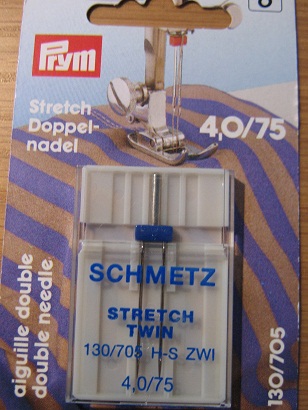 Prym
Stretch
Doppel-
nadel
4,0/75
aiguille double
double needle
130/705
SCHMETZ
STRETCH
TWIN
130/705 H-S ZWI
4,0/75